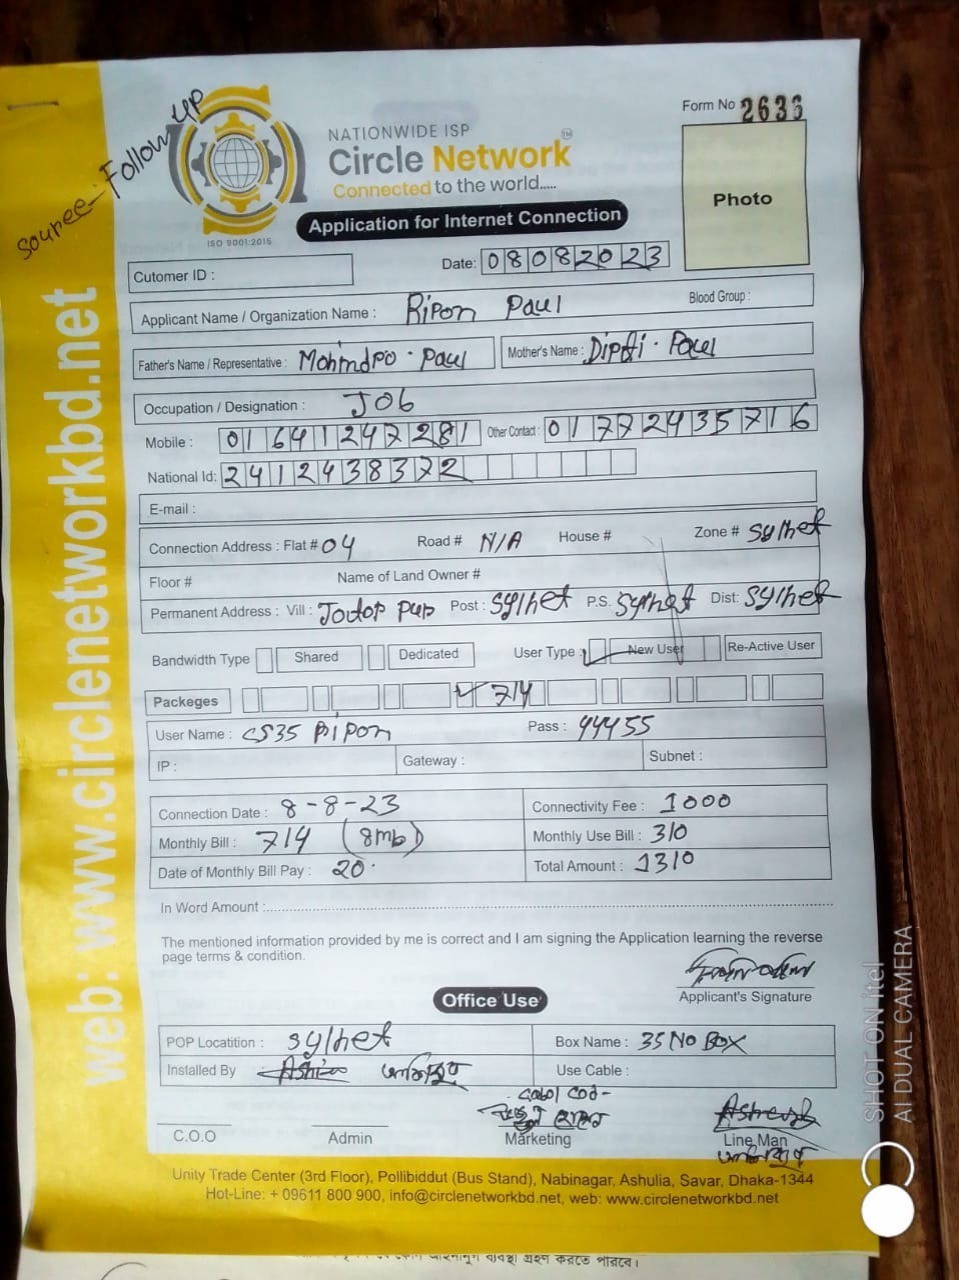 Source - Follow up
Form No 2636
NATIONWIDE ISP
Circle Network TM
Connected to the world.....
ISO 9001:2015
Application for Internet Connection
Photo
Date: 08082023
Cutomer ID :
Applicant Name / Organization Name : Ripon Paul Blood Group :
Father's Name / Representative : Mohindro . Paul Mother's Name : Dipti . Paul
Occupation / Designation : JOb
Mobile : 01641247281 Other Contact : 01772435716
National Id: 2412438372
E-mail :
Connection Address : Flat # 04 Road # N/A House # Zone # Sylhet
Floor # Name of Land Owner #
Permanent Address : Vill : Post : Sylhet P.S. Sylhet Dist: Sylhet
Bandwidth Type Shared Dedicated User Type : New User Re-Active User
Packeges 714
User Name : CS35 Ripon Pass : 44455
IP : Gateway : Subnet :
Connection Date : 8-8-23 Connectivity Fee : 1000
Monthly Bill : 714 (8mb) Monthly Use Bill : 310
Date of Monthly Bill Pay : 20. Total Amount : 1310
In Word Amount :
The mentioned information provided by me is correct and I am signing the Application learning the reverse
page terms & condition.
Applicant's Signature
Office Use
POP Locatition : Sylhet Box Name : 35 No BOX
Installed By Use Cable :
C.O.O Admin Marketing Line Man
Unity Trade Center (3rd Floor), Pollibiddut (Bus Stand), Nabinagar, Ashulia, Savar, Dhaka-1344
Hot-Line: + 09611 800 900, info@circlenetworkbd.net, web: www.circlenetworkbd.net
web: www.circlenetworkbd.net
ব্যবস্থা গ্রহণ করতে পারবে।
SHOT ON itel
AI DUAL CAMERA